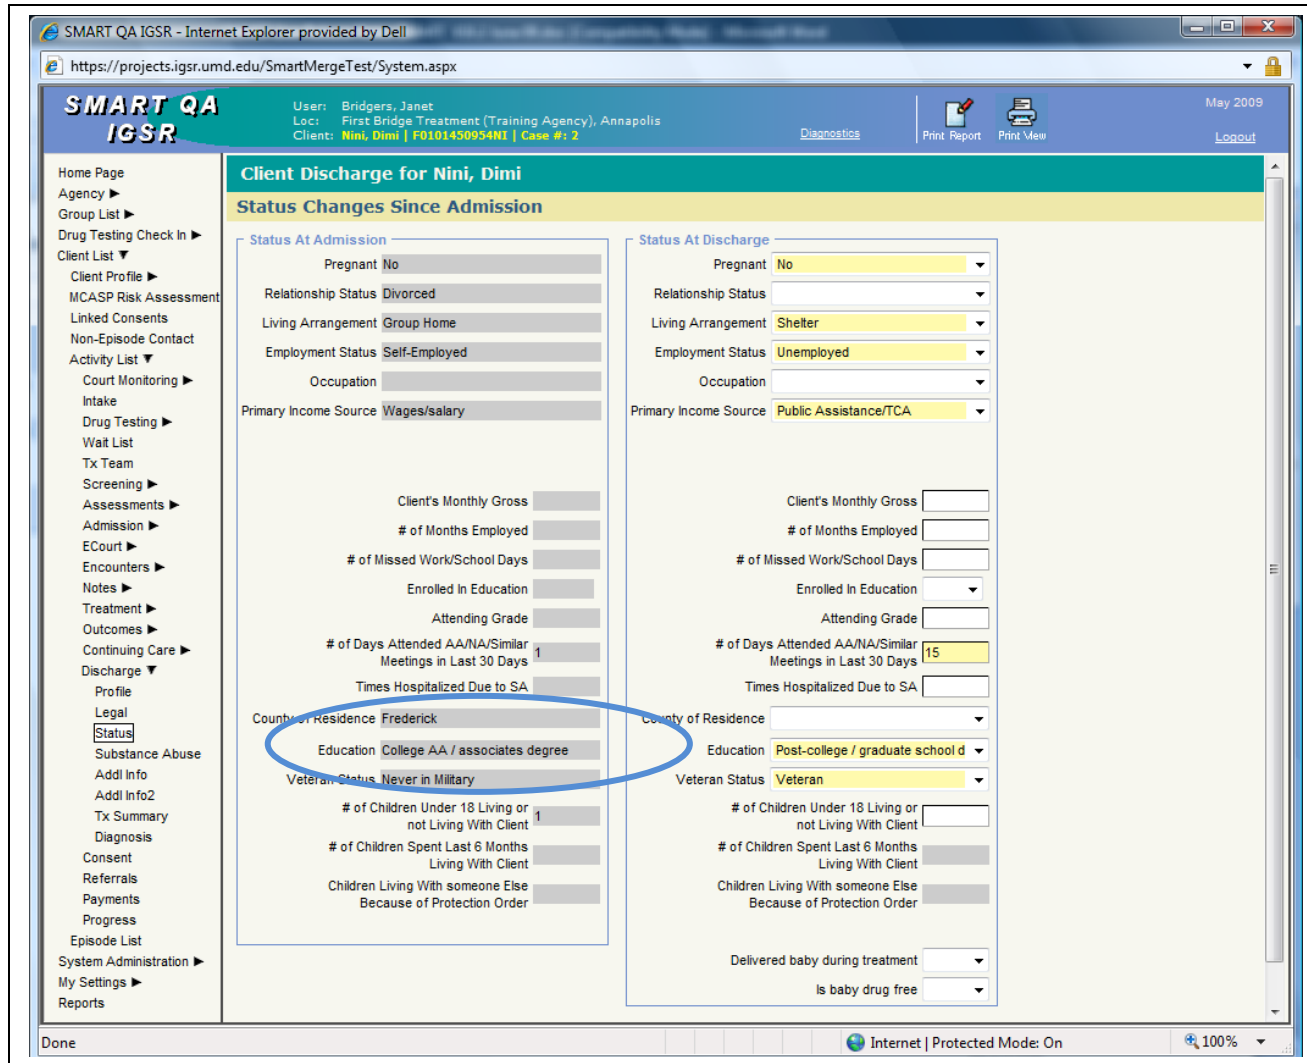 SMART QA IGSR - Internet Explorer provided by Dell
https://projects.igsr.umd.edu/SmartMergeTest/System.aspx
SMART QA
IGSR
User: Bridgers, Janet
Loc: First Bridge Treatment (Training Agency), Annapolis
Client: Nini, Dimi | F0101450954NI | Case #: 2
Diagnostics
Print Report
Print View
May 2009
Logout
Home Page
Agency ▶
Group List ▶
Drug Testing Check In ▶
Client List ▼
Client Profile ▶
MCASP Risk Assessment
Linked Consents
Non-Episode Contact
Activity List ▼
Court Monitoring ▶
Intake
Drug Testing ▶
Wait List
Tx Team
Screening ▶
Assessments ▶
Admission ▶
ECourt ▶
Encounters ▶
Notes ▶
Treatment ▶
Outcomes ▶
Continuing Care ▶
Discharge ▼
Profile
Legal
Status
Substance Abuse
Addl Info
Addl Info2
Tx Summary
Diagnosis
Consent
Referrals
Payments
Progress
Episode List
System Administration ▶
My Settings ▶
Reports
Client Discharge for Nini, Dimi
Status Changes Since Admission
Status At Admission
Pregnant No
Relationship Status Divorced
Living Arrangement Group Home
Employment Status Self-Employed
Occupation
Primary Income Source Wages/salary
Client's Monthly Gross
# of Months Employed
# of Missed Work/School Days
Enrolled In Education
Attending Grade
# of Days Attended AA/NA/Similar
Meetings in Last 30 Days 1
Times Hospitalized Due to SA
County of Residence Frederick
Education College AA / associates degree
Veteran Status Never in Military
# of Children Under 18 Living or
not Living With Client 1
# of Children Spent Last 6 Months
Living With Client
Children Living With someone Else
Because of Protection Order
Status At Discharge
Pregnant No
Relationship Status
Living Arrangement Shelter
Employment Status Unemployed
Occupation
Primary Income Source Public Assistance/TCA
Client's Monthly Gross
# of Months Employed
# of Missed Work/School Days
Enrolled In Education
Attending Grade
# of Days Attended AA/NA/Similar
Meetings in Last 30 Days 15
Times Hospitalized Due to SA
County of Residence
Education Post-college / graduate school d
Veteran Status Veteran
# of Children Under 18 Living or
not Living With Client
# of Children Spent Last 6 Months
Living With Client
Children Living With someone Else
Because of Protection Order
Delivered baby during treatment
Is baby drug free
Done
Internet | Protected Mode: On
100%